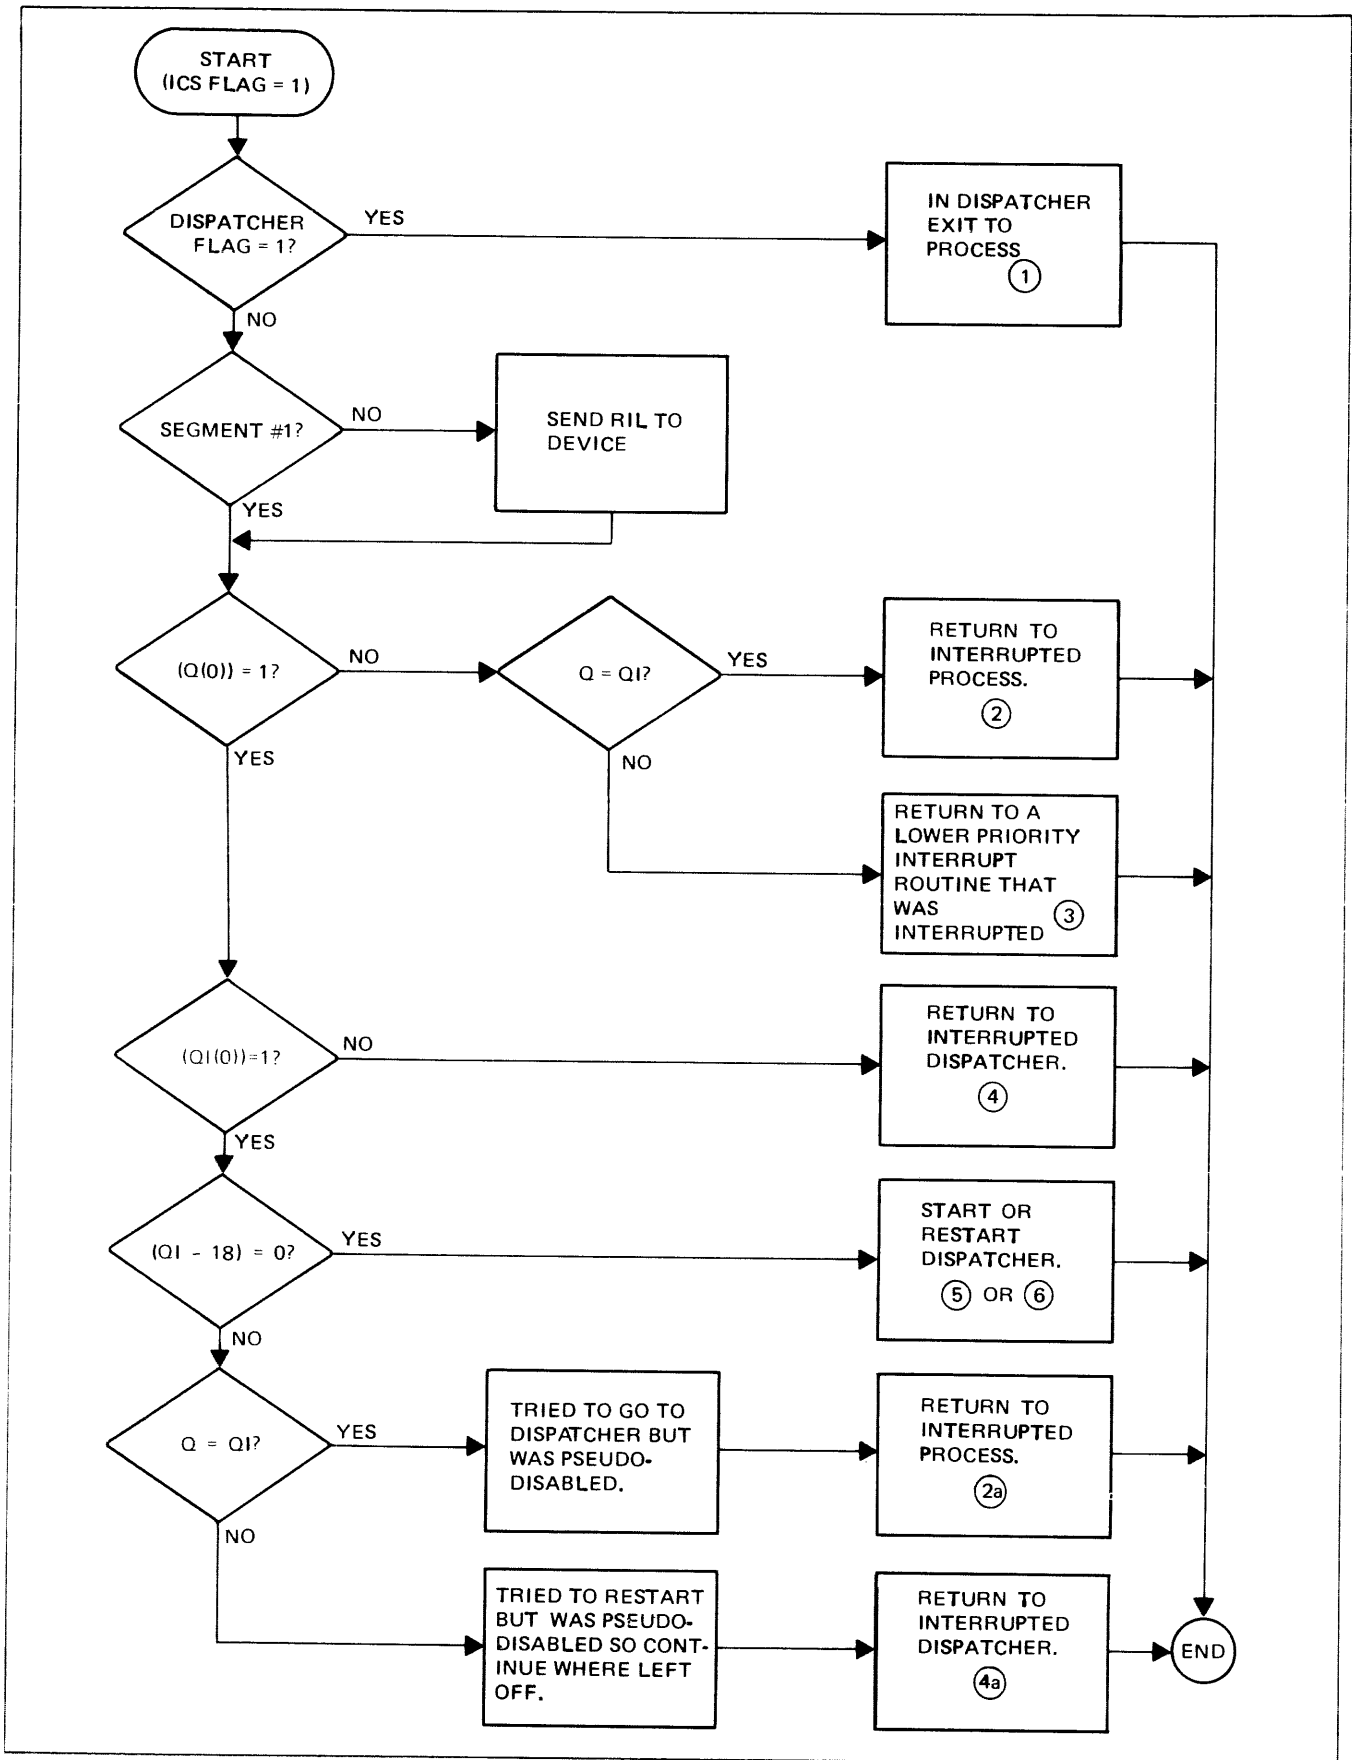 START
(ICS FLAG = 1)
DISPATCHER
FLAG = 1?
YES
NO
IN DISPATCHER
EXIT TO
PROCESS
1
SEGMENT #1?
NO
YES
SEND RIL TO
DEVICE
(Q(0)) = 1?
NO
YES
Q = QI?
YES
NO
RETURN TO
INTERRUPTED
PROCESS.
2
RETURN TO A
LOWER PRIORITY
INTERRUPT
ROUTINE THAT
WAS
INTERRUPTED
3
(QI(0))=1?
NO
YES
RETURN TO
INTERRUPTED
DISPATCHER.
4
(QI - 18) = 0?
YES
NO
START OR
RESTART
DISPATCHER.
5 OR 6
Q = QI?
YES
NO
TRIED TO GO TO
DISPATCHER BUT
WAS PSEUDO-
DISABLED.
RETURN TO
INTERRUPTED
PROCESS.
2a
TRIED TO RESTART
BUT WAS PSEUDO-
DISABLED SO CONT-
INUE WHERE LEFT
OFF.
RETURN TO
INTERRUPTED
DISPATCHER.
4a
END